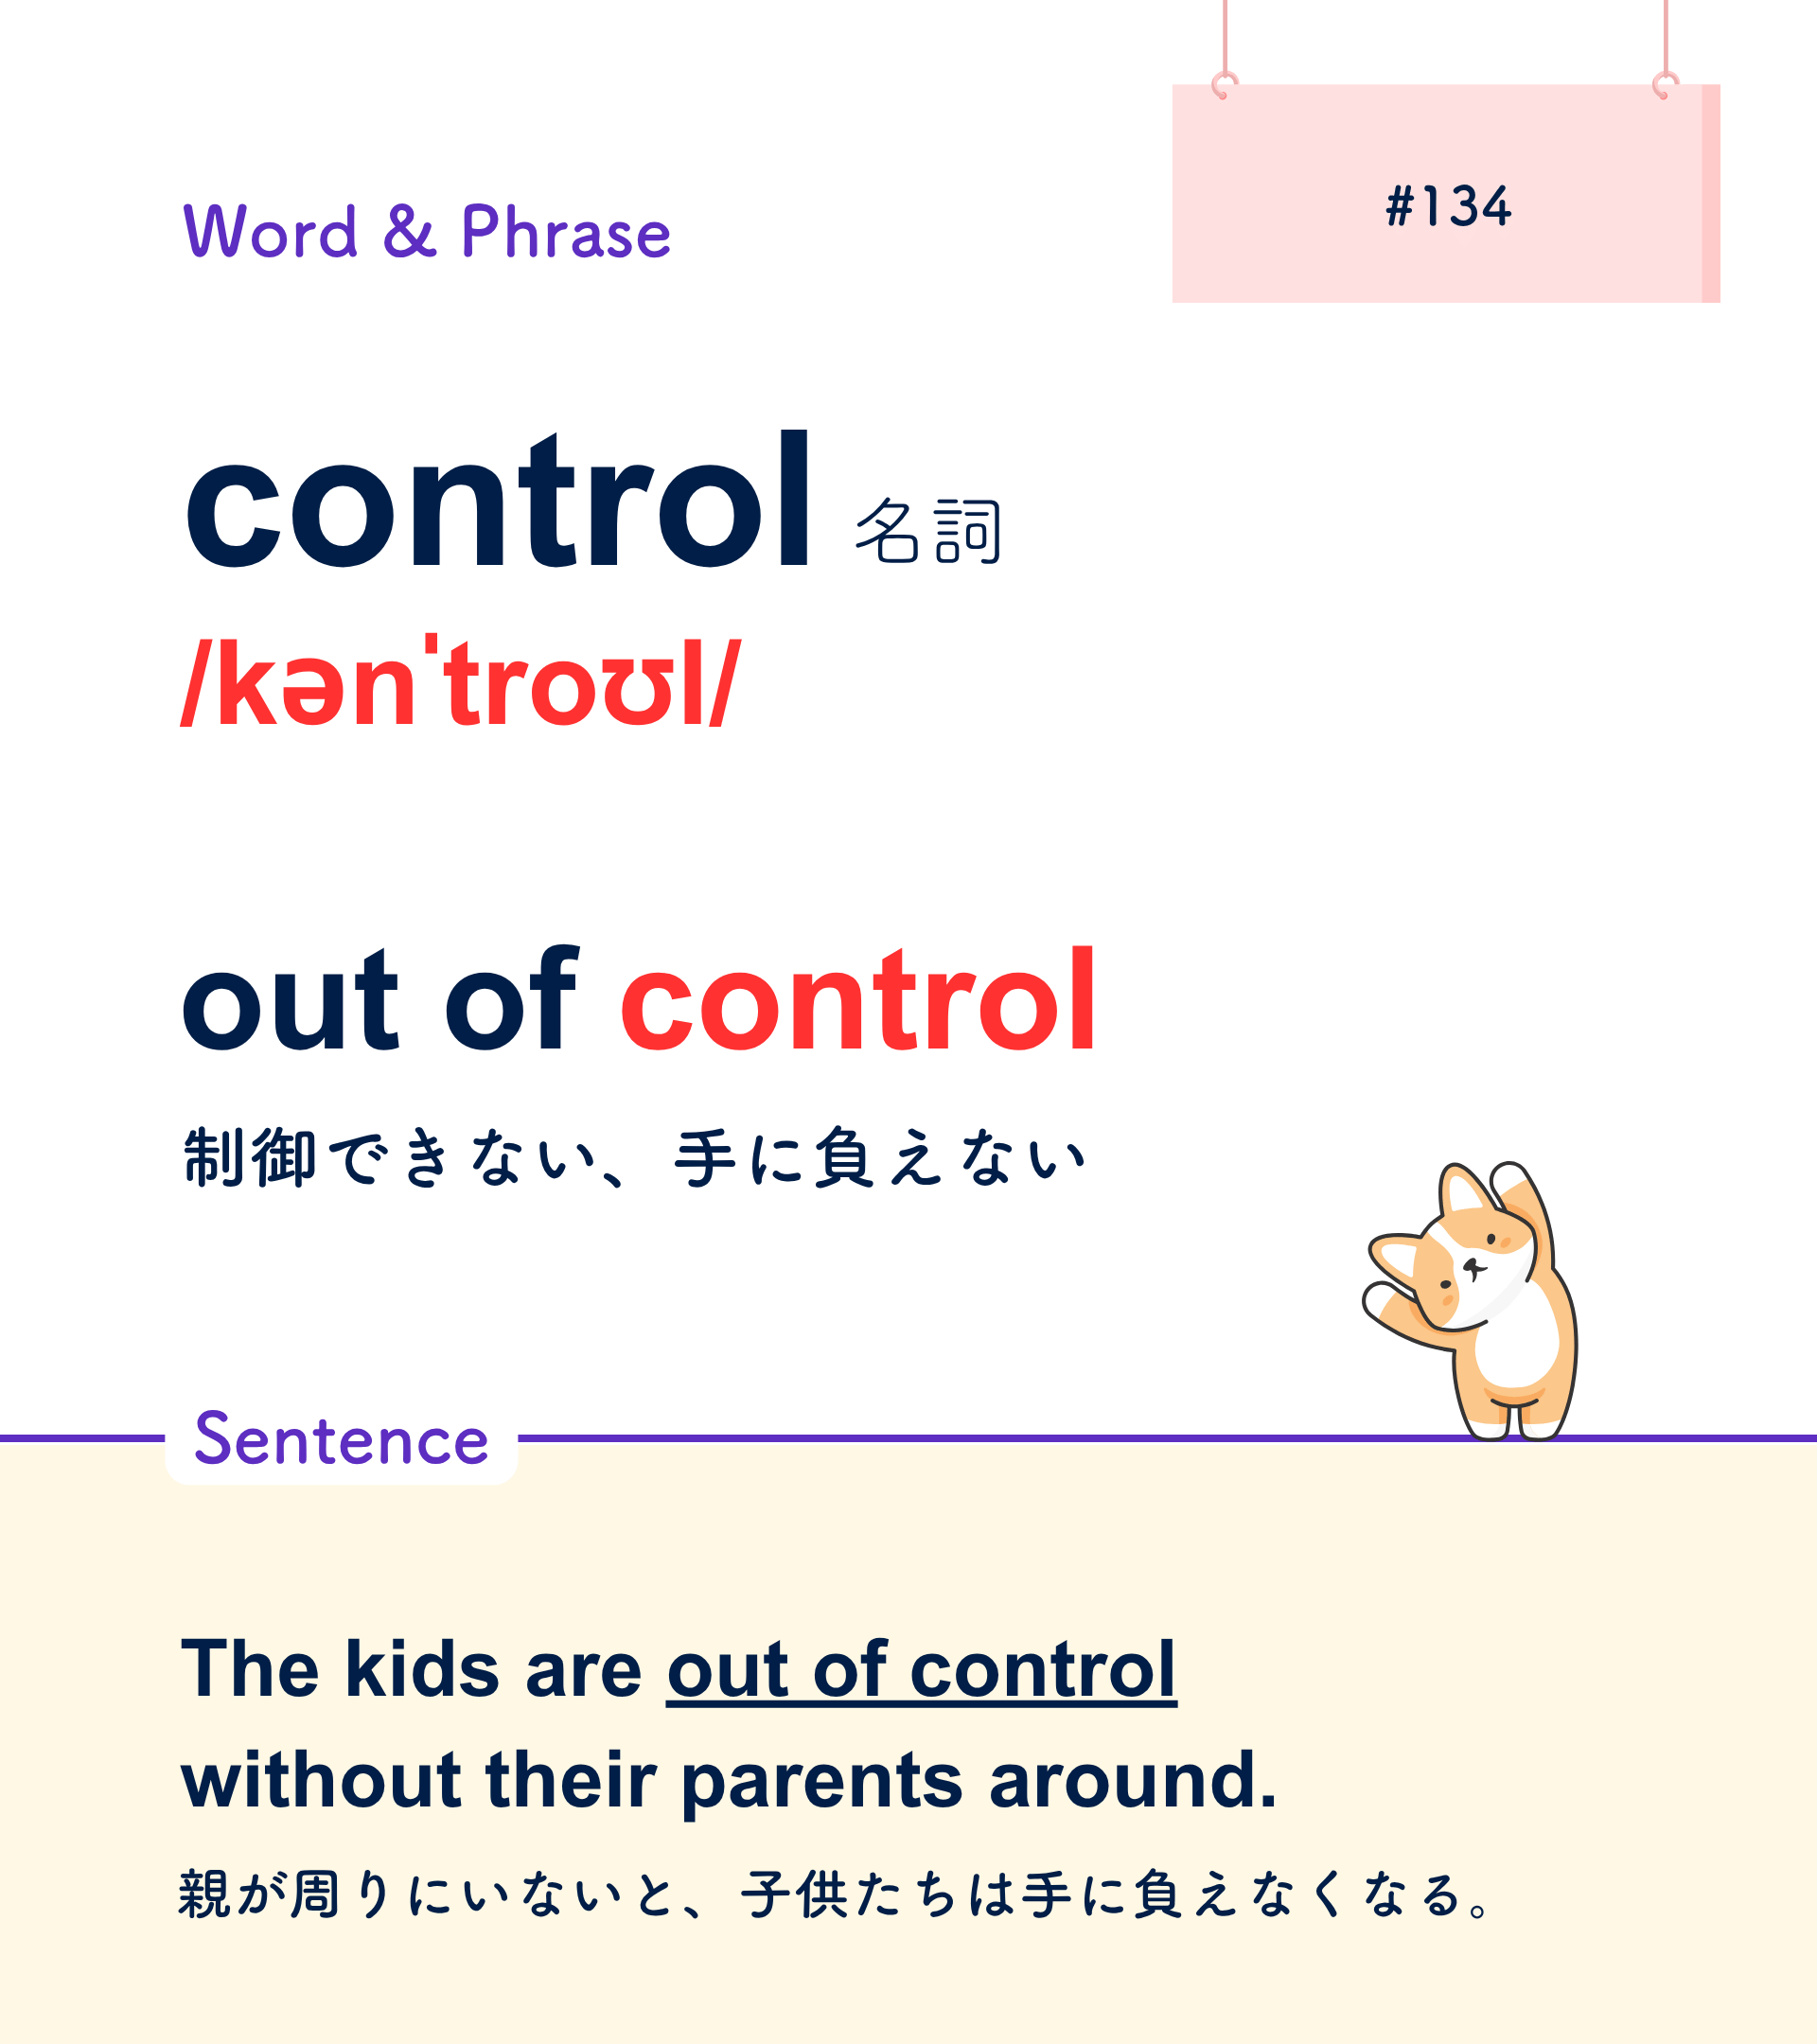 Word & Phrase
#134
control 名詞
/kənˈtroʊl/
out of control
制御できない、手に負えない
Sentence
The kids are out of control
without their parents around.
親が周りにいないと、子供たちは手に負えなくなる。